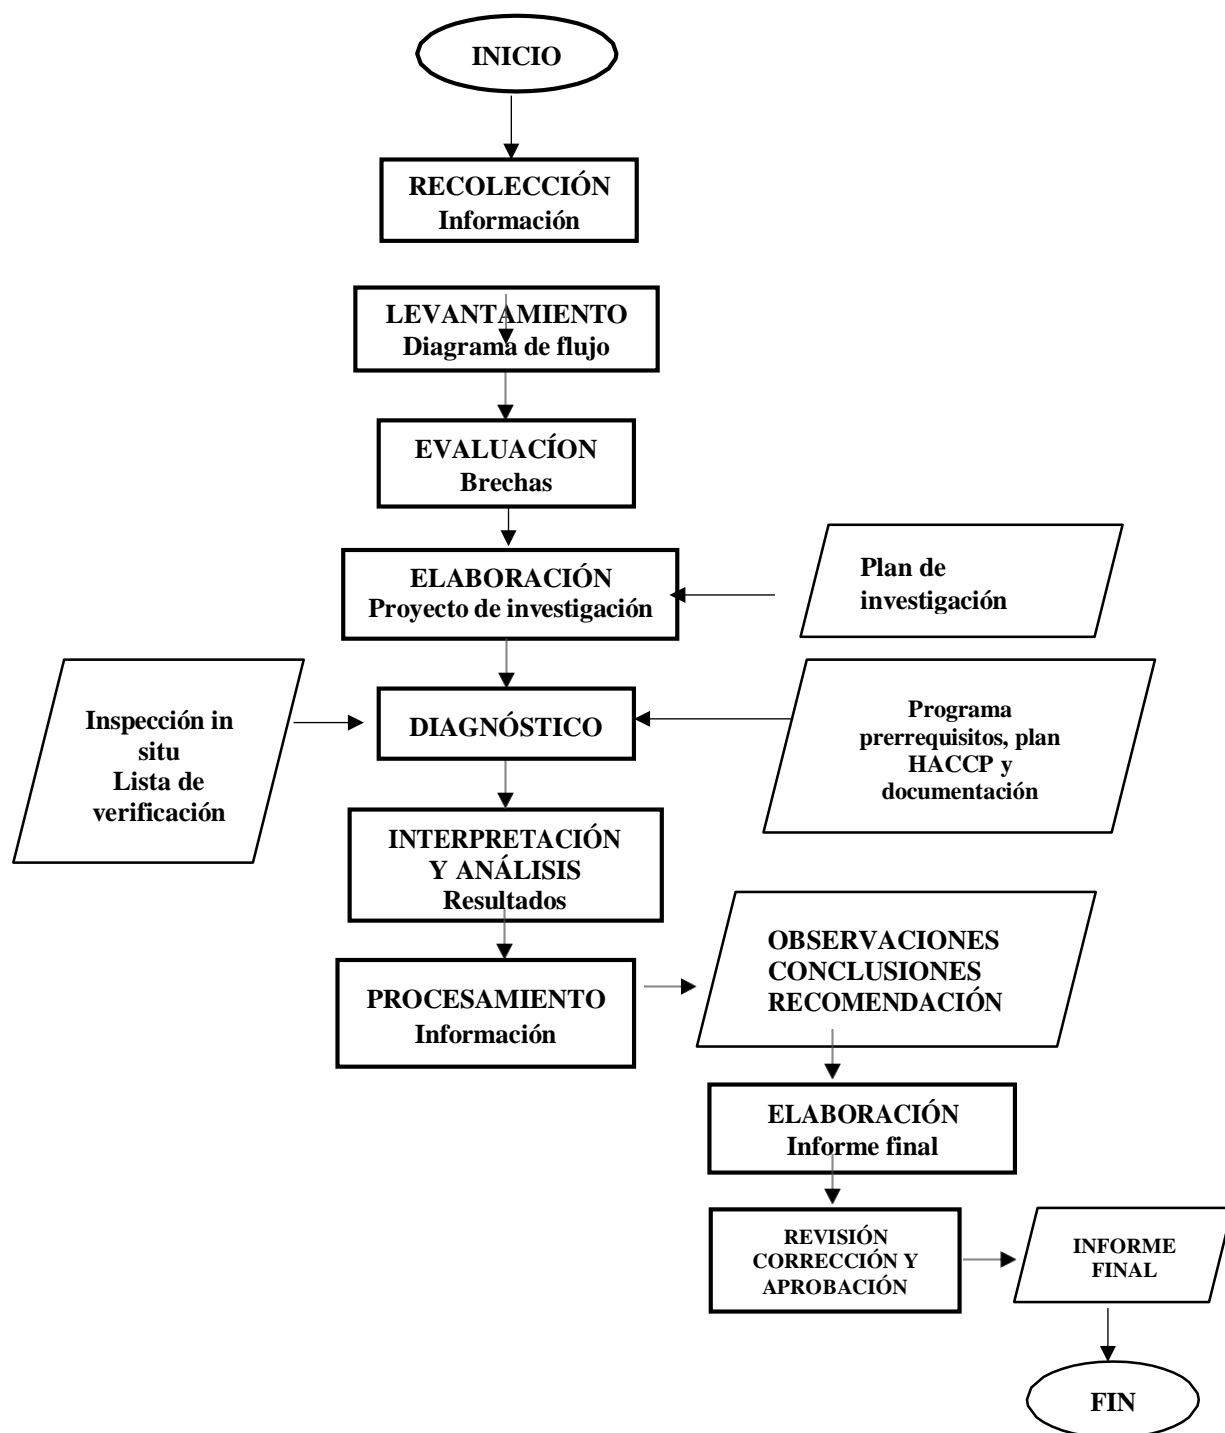 INICIO
RECOLECCIÓN
Información
LEVANTAMIENTO
Diagrama de flujo
EVALUACÍON
Brechas
ELABORACIÓN
Proyecto de investigación
Plan de
investigación
Inspección in
situ
Lista de
verificación
DIAGNÓSTICO
Programa
prerrequisitos, plan
HACCP y
documentación
INTERPRETACIÓN
Y ANÁLISIS
Resultados
PROCESAMIENTO
Información
OBSERVACIONES
CONCLUSIONES
RECOMENDACIÓN
ELABORACIÓN
Informe final
REVISIÓN
CORRECCIÓN Y
APROBACIÓN
INFORME
FINAL
FIN